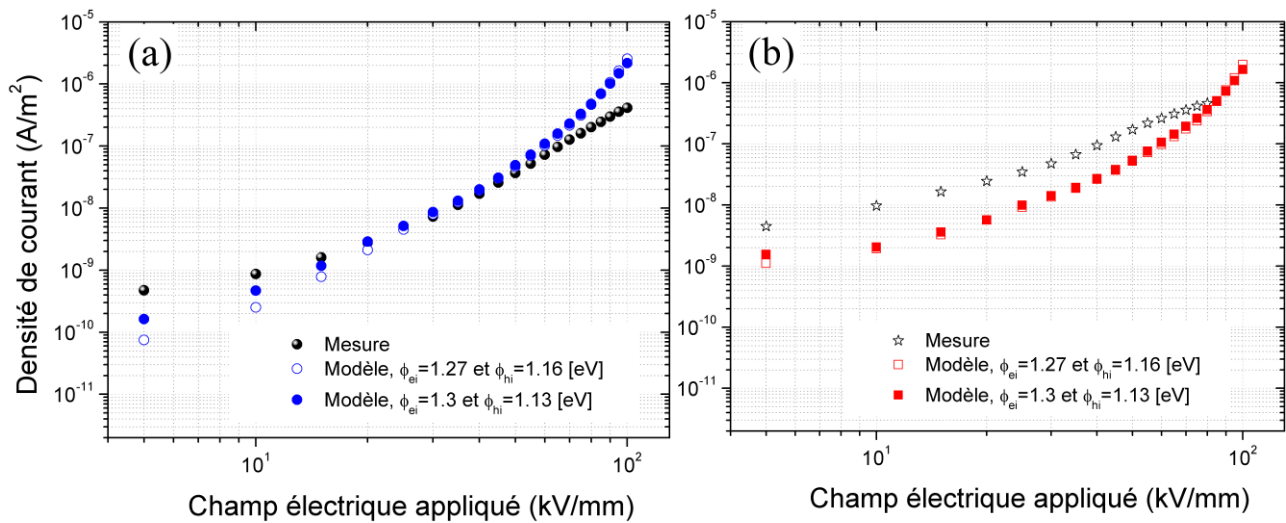 (a)
Densité de courant (A/m²)
10⁻⁵
10⁻⁶
10⁻⁷
10⁻⁸
10⁻⁹
10⁻¹⁰
10⁻¹¹
Mesure
Modèle, ϕei=1.27 et ϕhi=1.16 [eV]
Modèle, ϕei=1.3 et ϕhi=1.13 [eV]
10¹
10²
Champ électrique appliqué (kV/mm)
(b)
10⁻⁵
10⁻⁶
10⁻⁷
10⁻⁸
10⁻⁹
10⁻¹⁰
10⁻¹¹
Mesure
Modèle, ϕei=1.27 et ϕhi=1.16 [eV]
Modèle, ϕei=1.3 et ϕhi=1.13 [eV]
10¹
10²
Champ électrique appliqué (kV/mm)